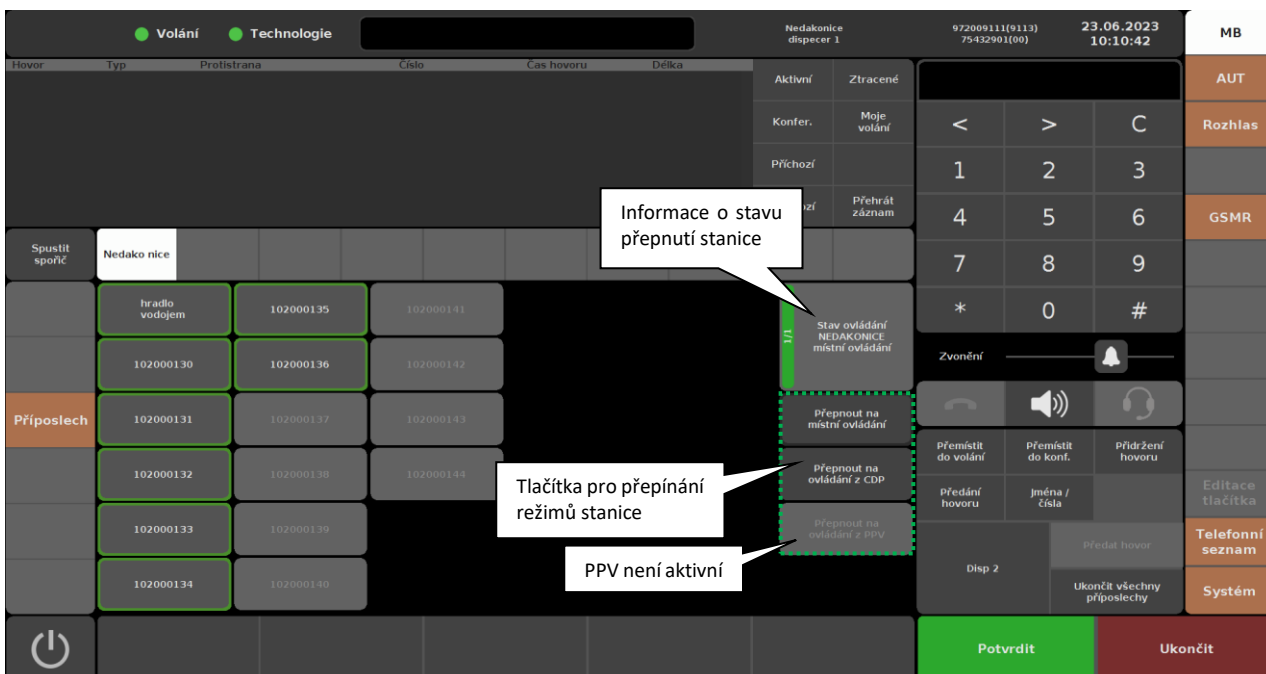 Volání
Technologie
Nedakonice
dispecer 1
972009111(9113)
75432901(00)
23.06.2023
10:10:42
MB
Hovor Typ Protistrana Číslo Čas hovoru Délka
Aktivní
Ztracené
AUT
Konfer.
Moje
volání
< > C
Rozhlas
Příchozí
1 2 3
Přehrát
záznam
4 5 6
GSMR
Informace o stavu
přepnutí stanice
Spustit
spořič
Nedako nice
7 8 9
hradlo
vodojem
102000135
102000141
1/1
Stav ovládání
NEDAKONICE
místní ovládání
* 0 #
102000130
102000136
102000142
Zvonění
Příposlech
102000131
102000137
102000143
Přepnout na
místní ovládání
Přemístit
do volání
Přemístit
do konf.
Přidržení
hovoru
102000132
102000138
102000144
Tlačítka pro přepínání
režimů stanice
Přepnout na
ovládání z CDP
Předání
hovoru
Jména /
čísla
Editace
tlačítka
102000133
102000139
Přepnout na
ovládání z PPV
PPV není aktivní
Disp 2
Předat hovor
Telefonní
seznam
102000134
102000140
Ukončit všechny
příposlechy
Systém
Potvrdit
Ukončit